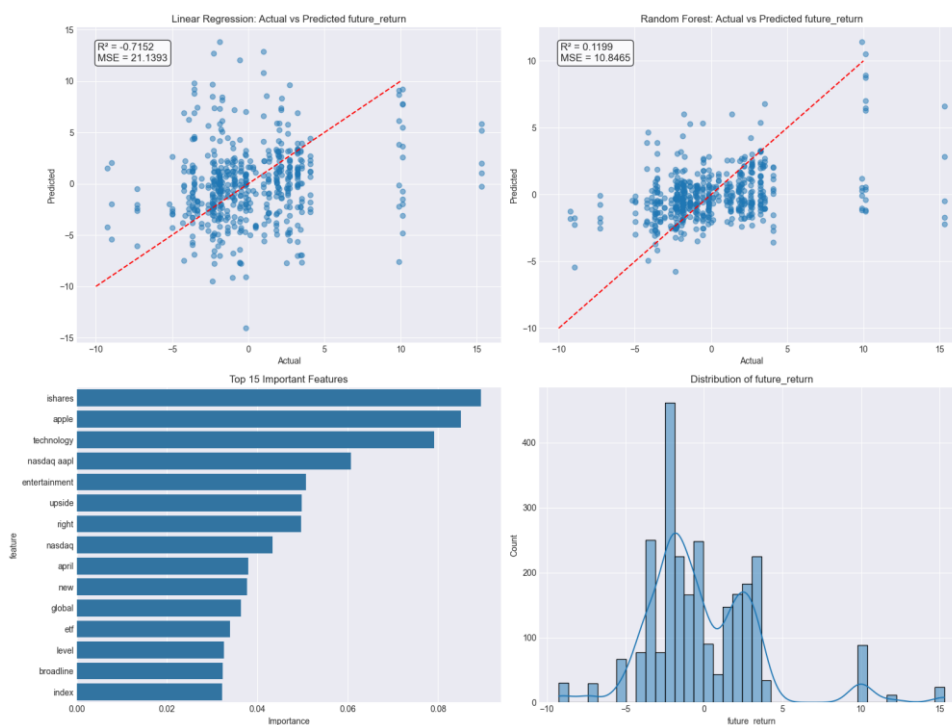 Linear Regression: Actual vs Predicted future_return
R² = -0.7152
MSE = 21.1393
15
10
5
0
−5
−10
−15
Predicted
−10
−5
0
5
10
15
Actual
Random Forest: Actual vs Predicted future_return
R² = 0.1199
MSE = 10.8465
10
5
0
−5
−10
Predicted
−10
−5
0
5
10
15
Actual
Top 15 Important Features
ishares
apple
technology
nasdaq aapl
entertainment
upside
right
nasdaq
april
new
global
etf
level
broadline
index
feature
0.00
0.02
0.04
0.06
0.08
Importance
Distribution of future_return
400
300
200
100
0
Count
−10
−5
0
5
10
15
future_return